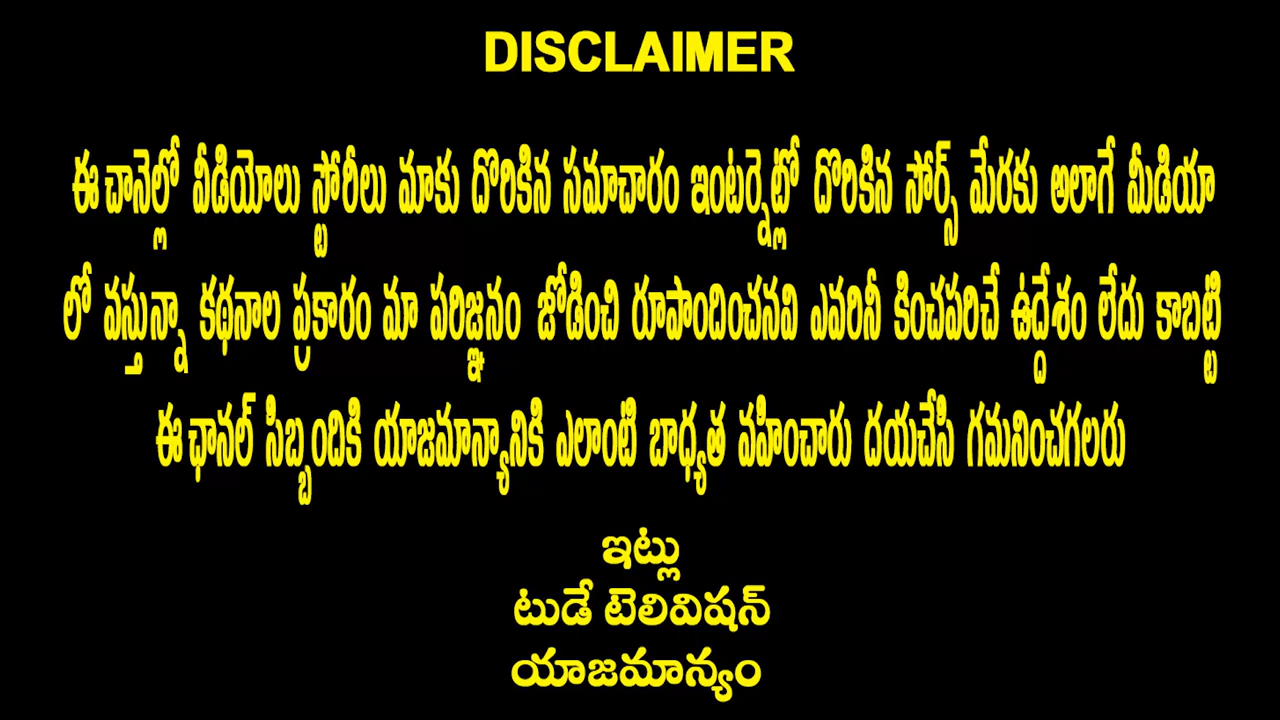 DISCLAIMER
ఈ చానెల్లో వీడియోలు స్టోరీలు మాకు దొరికిన సమాచారం ఇంటర్నెట్లో దొరికిన సోర్స్ మేరకు అలాగే మీడియా
లో వస్తున్నా కథనాల ప్రకారం మా పరిజ్ఞనం జోడించి రూపొందించనవి ఎవరినీ కించపరిచే ఉద్దేశం లేదు కాబట్టి
ఈ ఛానల్ సిబ్బందికి యాజమాన్యానికి ఎలాంటి బాధ్యత వహించారు దయచేసి గమనించగలరు
ఇట్లు
టుడే టెలివిషన్
యాజమాన్యం